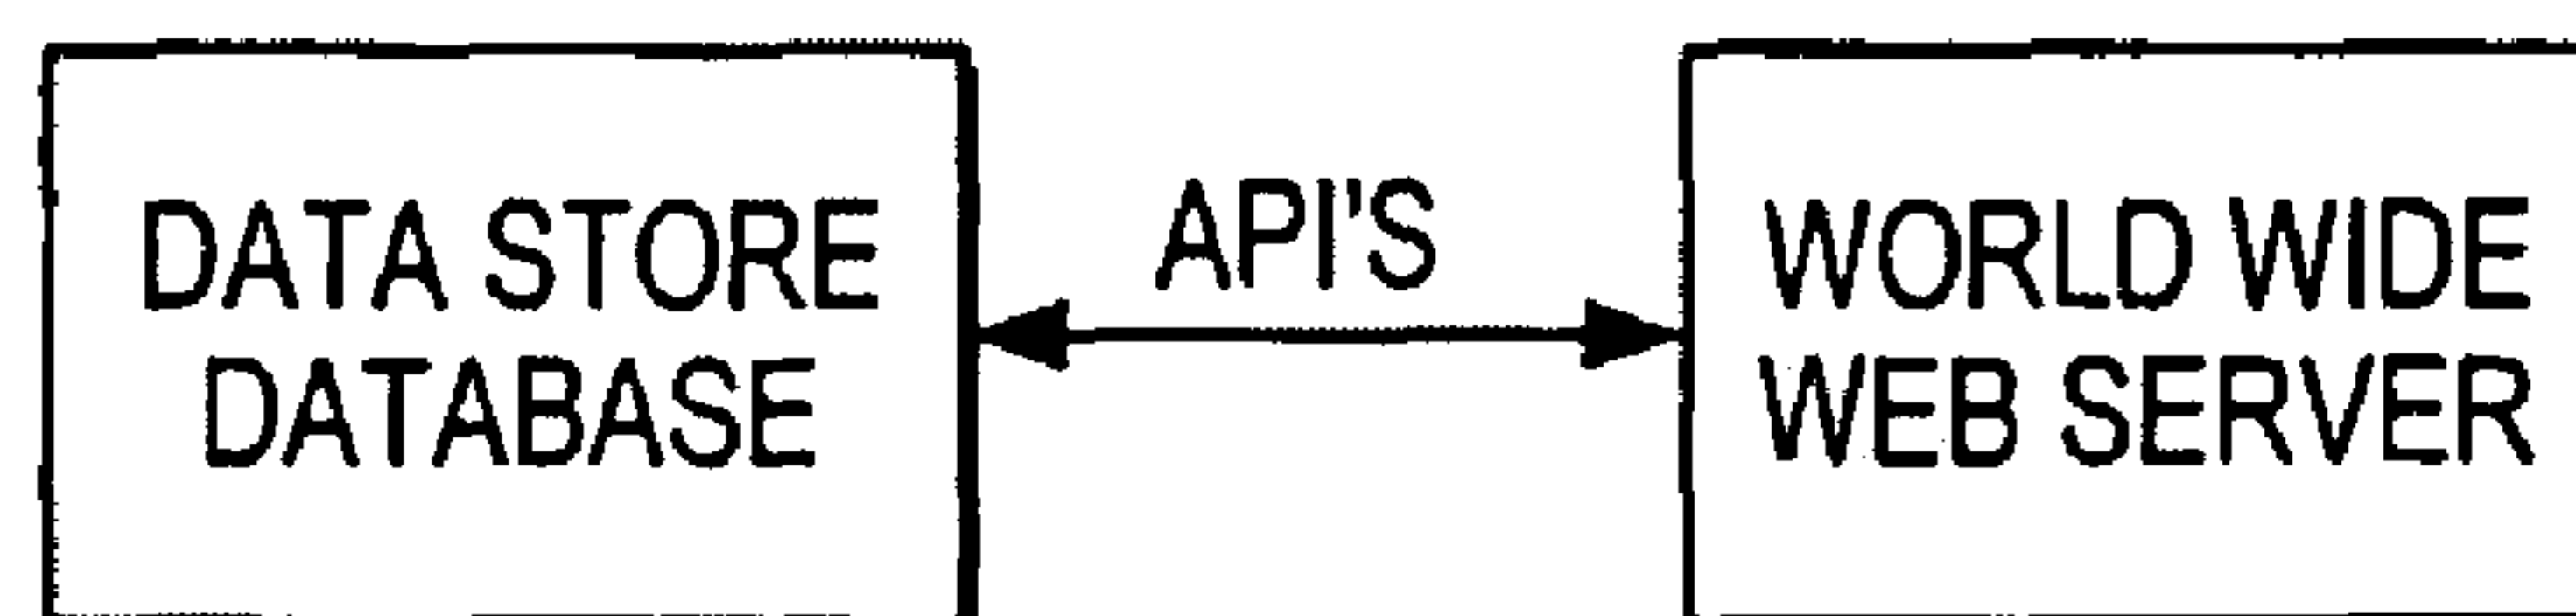 DATA STORE
DATABASE
API'S
WORLD WIDE
WEB SERVER